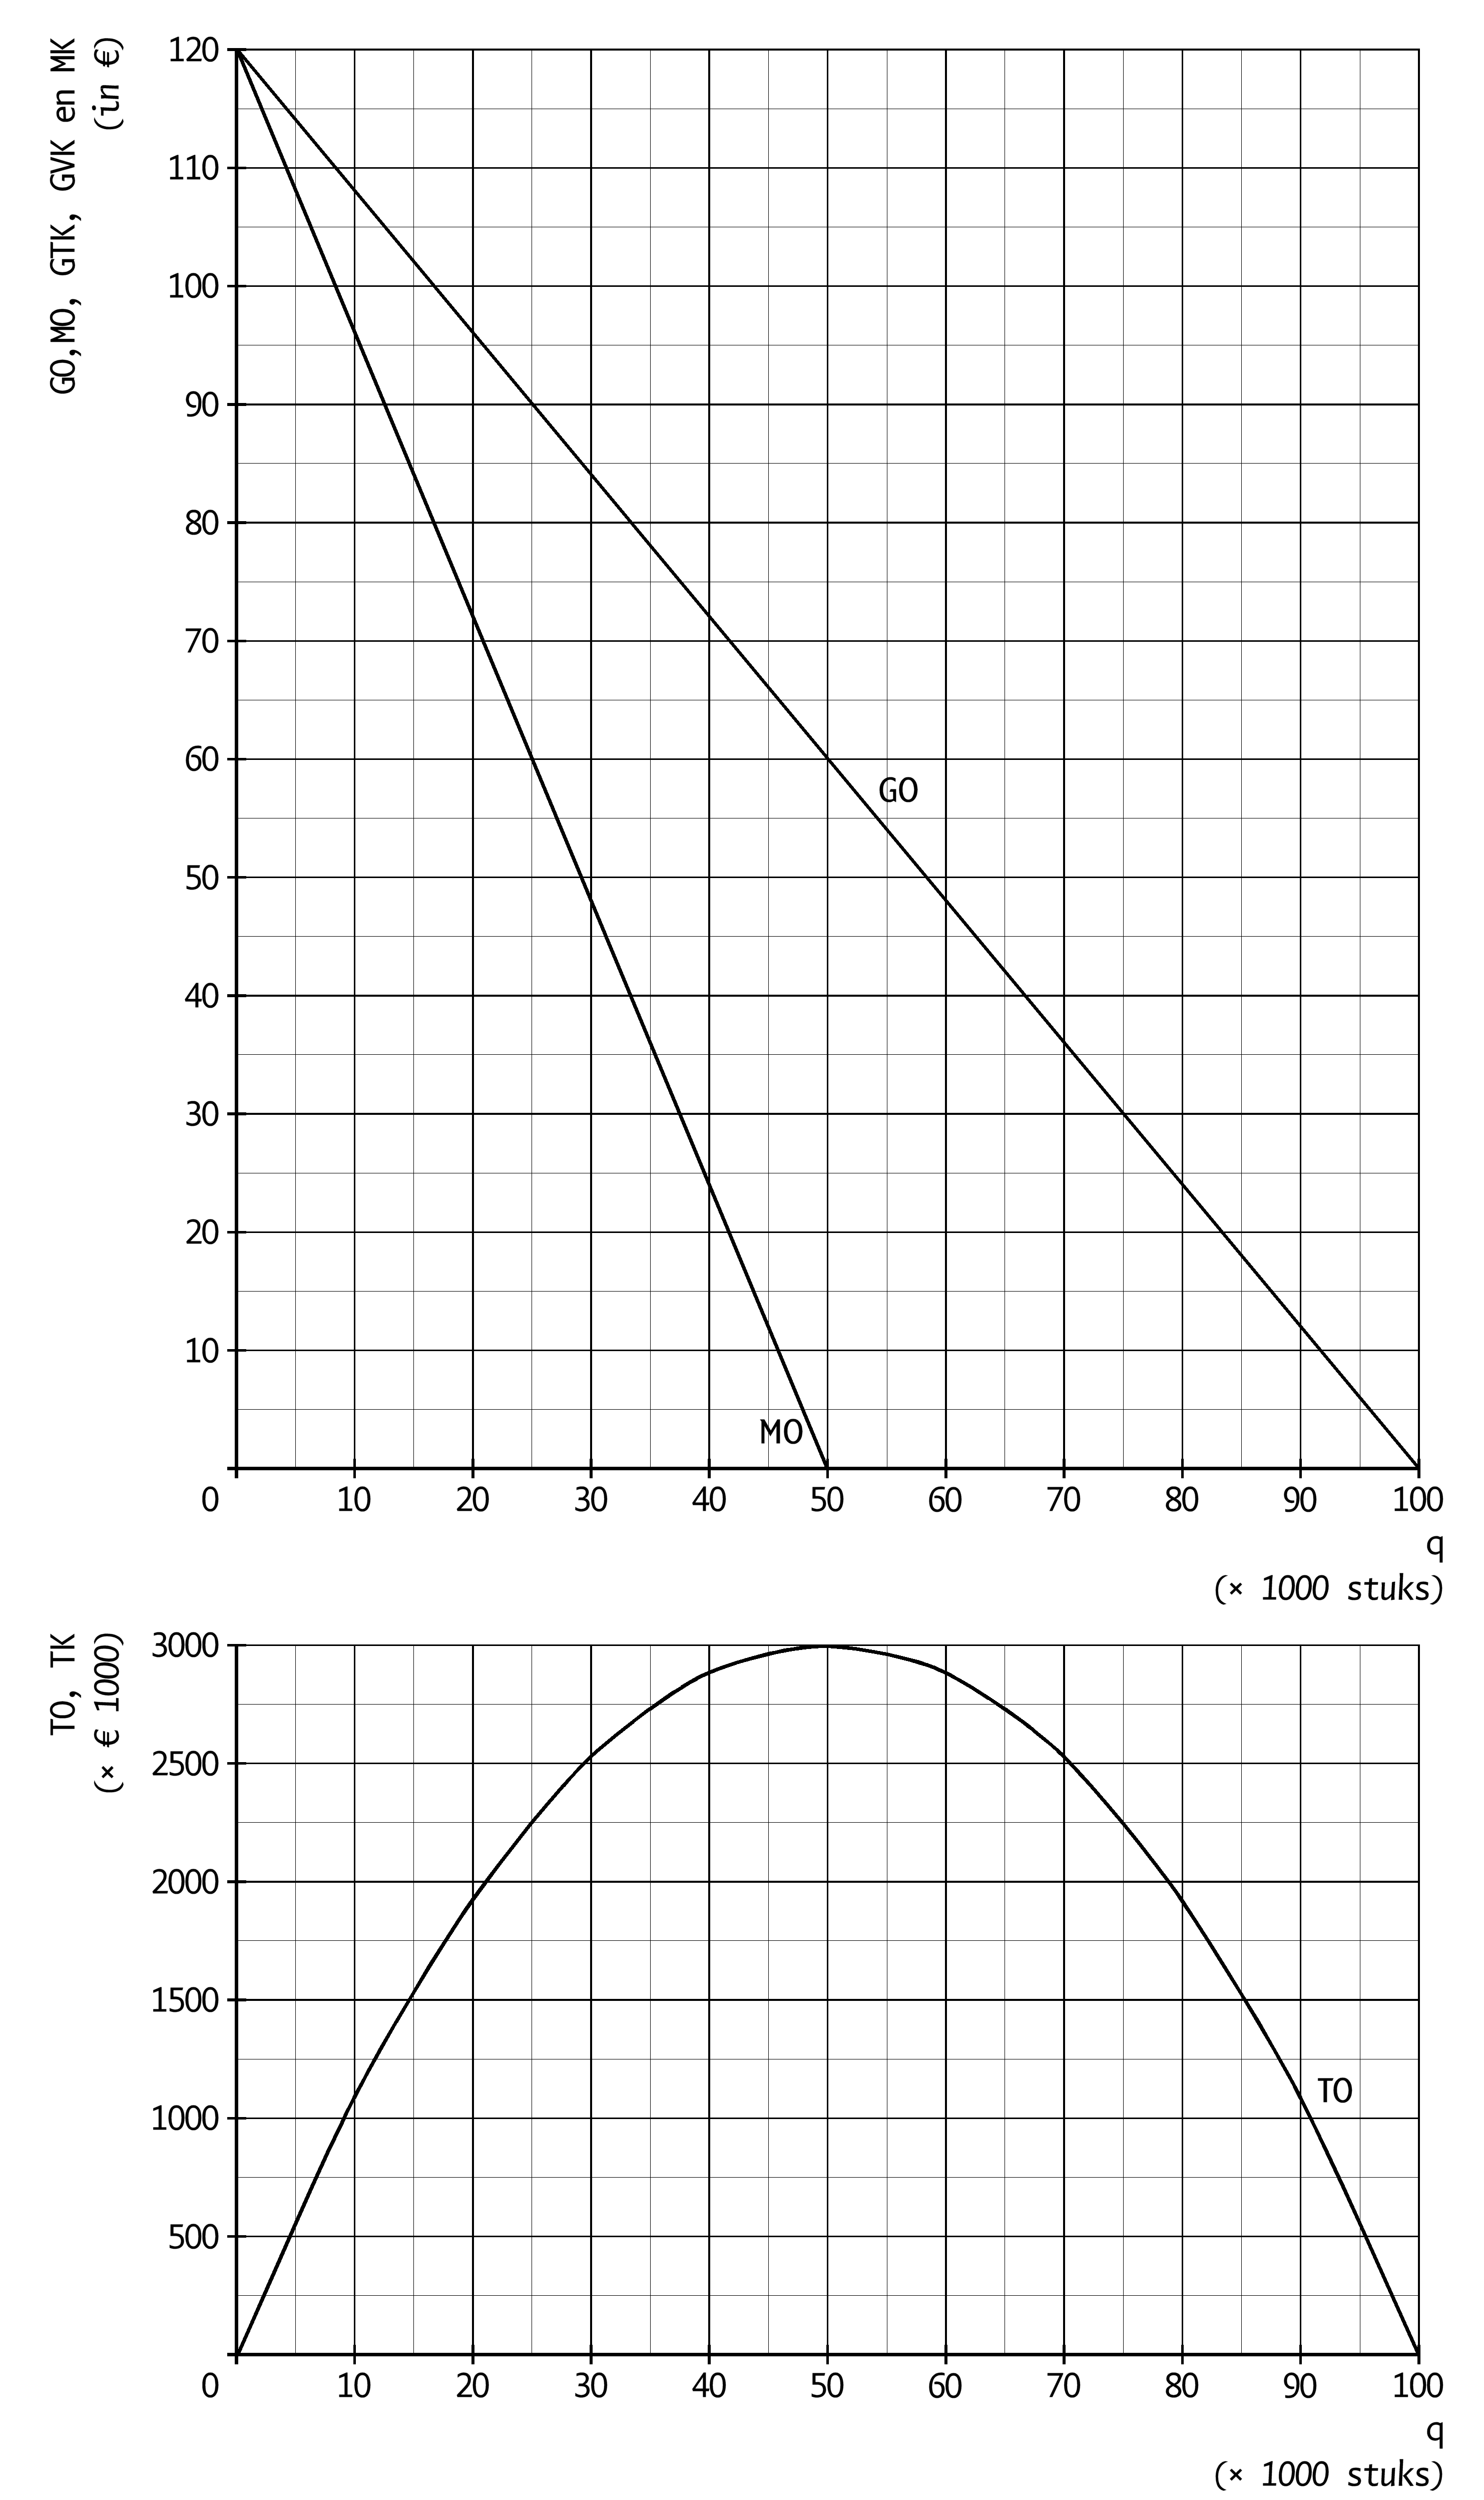 GO,MO, GTK, GVK en MK
(in €)
120
110
100
90
80
70
60
50
40
30
20
10
GO
MO
0 10 20 30 40 50 60 70 80 90 100
q
(× 1000 stuks)
TO, TK
(× € 1000)
3000
2500
2000
1500
1000
500
TO
0 10 20 30 40 50 60 70 80 90 100
q
(× 1000 stuks)